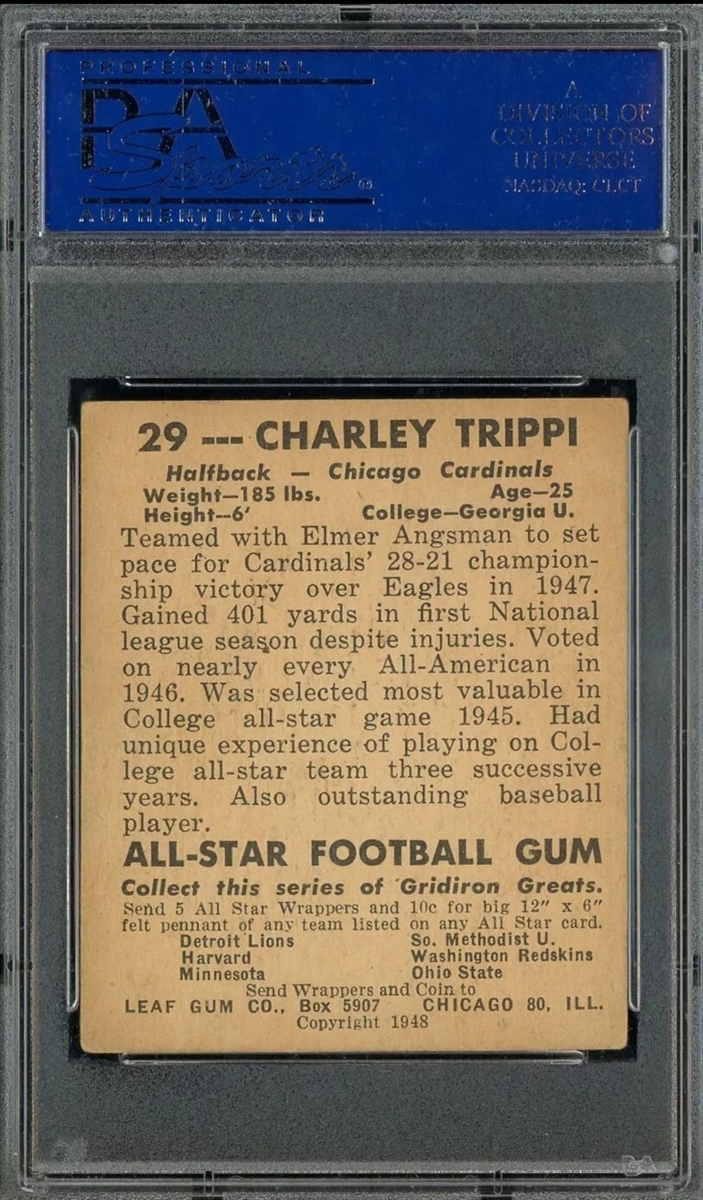 PROFESSIONAL
PSA
Sports®
AUTHENTICATOR
A
DIVISION OF
COLLECTORS
UNIVERSE
NASDAQ: CLCT
29 --- CHARLEY TRIPPI
Halfback — Chicago Cardinals
Weight—185 lbs. Age—25
Height--6' College—Georgia U.
Teamed with Elmer Angsman to set
pace for Cardinals' 28-21 champion-
ship victory over Eagles in 1947.
Gained 401 yards in first National
league season despite injuries. Voted
on nearly every All-American in
1946. Was selected most valuable in
College all-star game 1945. Had
unique experience of playing on Col-
lege all-star team three successive
years. Also outstanding baseball
player.
ALL-STAR FOOTBALL GUM
Collect this series of Gridiron Greats.
Send 5 All Star Wrappers and 10c for big 12" x 6"
felt pennant of any team listed on any All Star card.
Detroit Lions So. Methodist U.
Harvard Washington Redskins
Minnesota Ohio State
Send Wrappers and Coin to
LEAF GUM CO., Box 5907 CHICAGO 80, ILL.
Copyright 1948
PSA